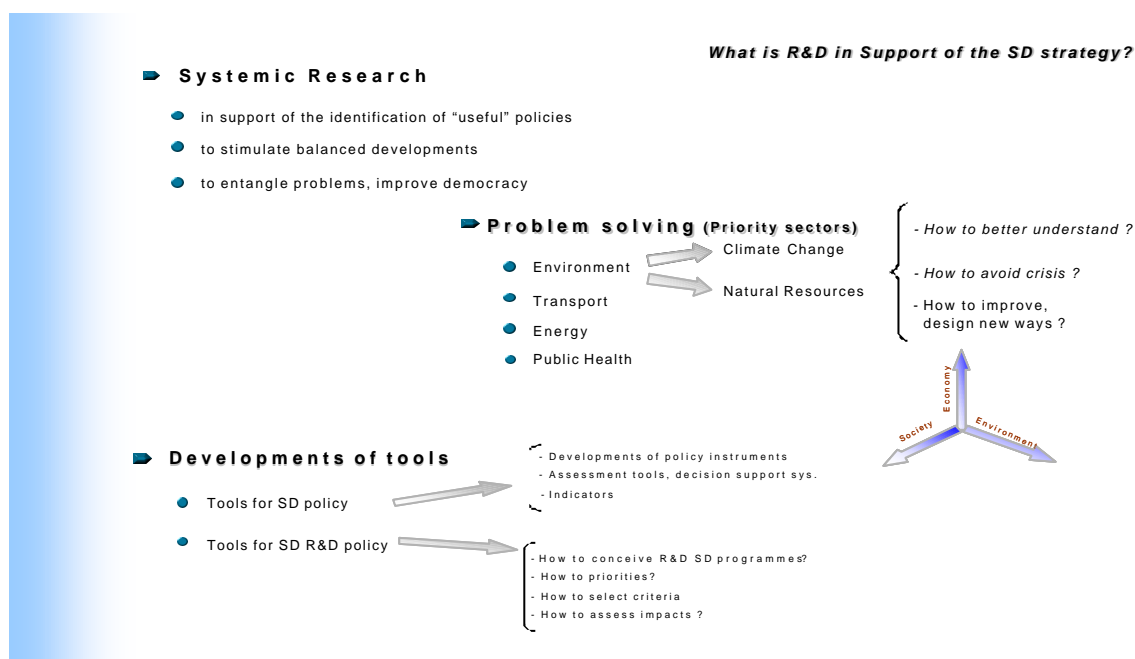 What is R&D in Support of the SD strategy?
Systemic Research
in support of the identification of “useful” policies
to stimulate balanced developments
to entangle problems, improve democracy
Problem solving (Priority sectors)
Environment
Transport
Energy
Public Health
Climate Change
Natural Resources
- How to better understand ?
- How to avoid crisis ?
- How to improve,
design new ways ?
Economy
Society
Environment
Developments of tools
Tools for SD policy
Tools for SD R&D policy
- Developments of policy instruments
- Assessment tools, decision support sys.
- Indicators
- How to conceive R&D SD programmes?
- How to priorities?
- How to select criteria
- How to assess impacts ?